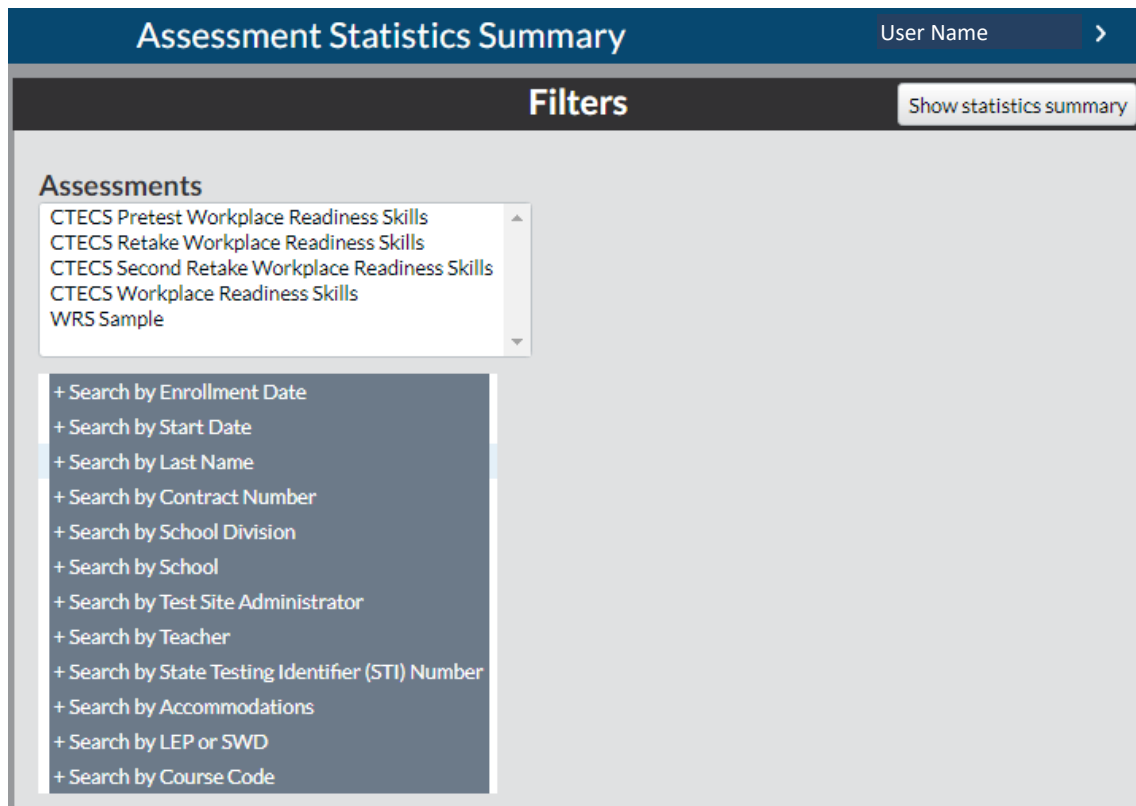 Assessment Statistics Summary
User Name
Filters
Show statistics summary
Assessments
CTECS Pretest Workplace Readiness Skills
CTECS Retake Workplace Readiness Skills
CTECS Second Retake Workplace Readiness Skills
CTECS Workplace Readiness Skills
WRS Sample
+ Search by Enrollment Date
+ Search by Start Date
+ Search by Last Name
+ Search by Contract Number
+ Search by School Division
+ Search by School
+ Search by Test Site Administrator
+ Search by Teacher
+ Search by State Testing Identifier (STI) Number
+ Search by Accommodations
+ Search by LEP or SWD
+ Search by Course Code